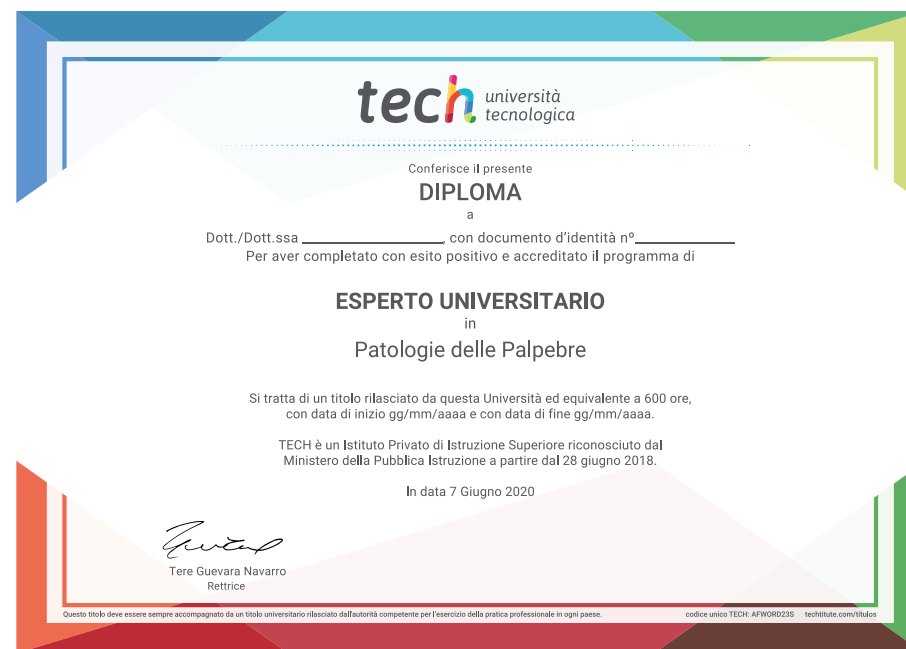 tech università
tecnologica
Conferisce il presente
DIPLOMA
a
Dott./Dott.ssa ____________________, con documento d'identità nº______________
Per aver completato con esito positivo e accreditato il programma di
ESPERTO UNIVERSITARIO
in
Patologie delle Palpebre
Si tratta di un titolo rilasciato da questa Università ed equivalente a 600 ore,
con data di inizio gg/mm/aaaa e con data di fine gg/mm/aaaa.
TECH è un Istituto Privato di Istruzione Superiore riconosciuto dal
Ministero della Pubblica Istruzione a partire dal 28 giugno 2018.
In data 7 Giugno 2020
Tere Guevara Navarro
Rettrice
Questo titolo deve essere sempre accompagnato da un titolo universitario rilasciato dall'autorità competente per l'esercizio della pratica professionale in ogni paese.
codice unico TECH: AFWORD23S techtitute.com/titulos